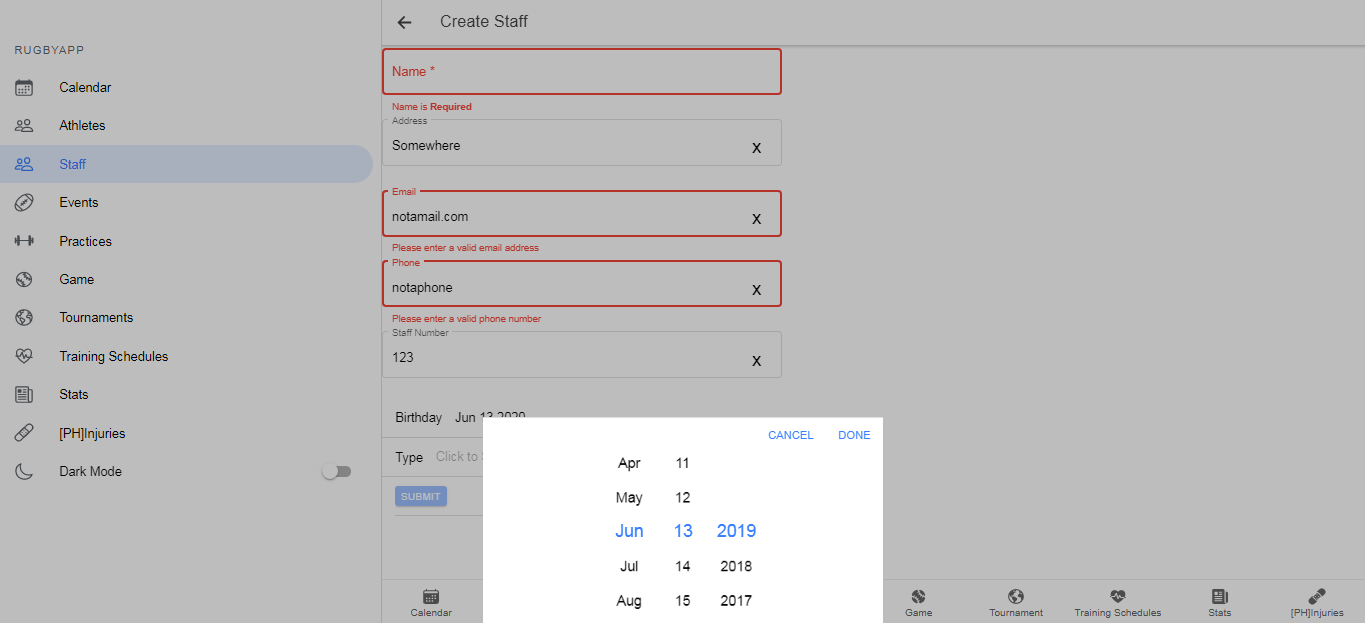 RUGBYAPP
Calendar
Athletes
Staff
Events
Practices
Game
Tournaments
Training Schedules
Stats
[PH]Injuries
Dark Mode
Create Staff
Name *
Name is Required
Address
Somewhere X
Email
notamail.com X
Please enter a valid email address
Phone
notaphone X
Please enter a valid phone number
Staff Number
123 X
Birthday Jun 13 2020
Type Click to
SUBMIT
CANCEL DONE
Apr 11
May 12
Jun 13 2019
Jul 14 2018
Aug 15 2017
Calendar Game Tournament Training Schedules Stats [PH]Injuries